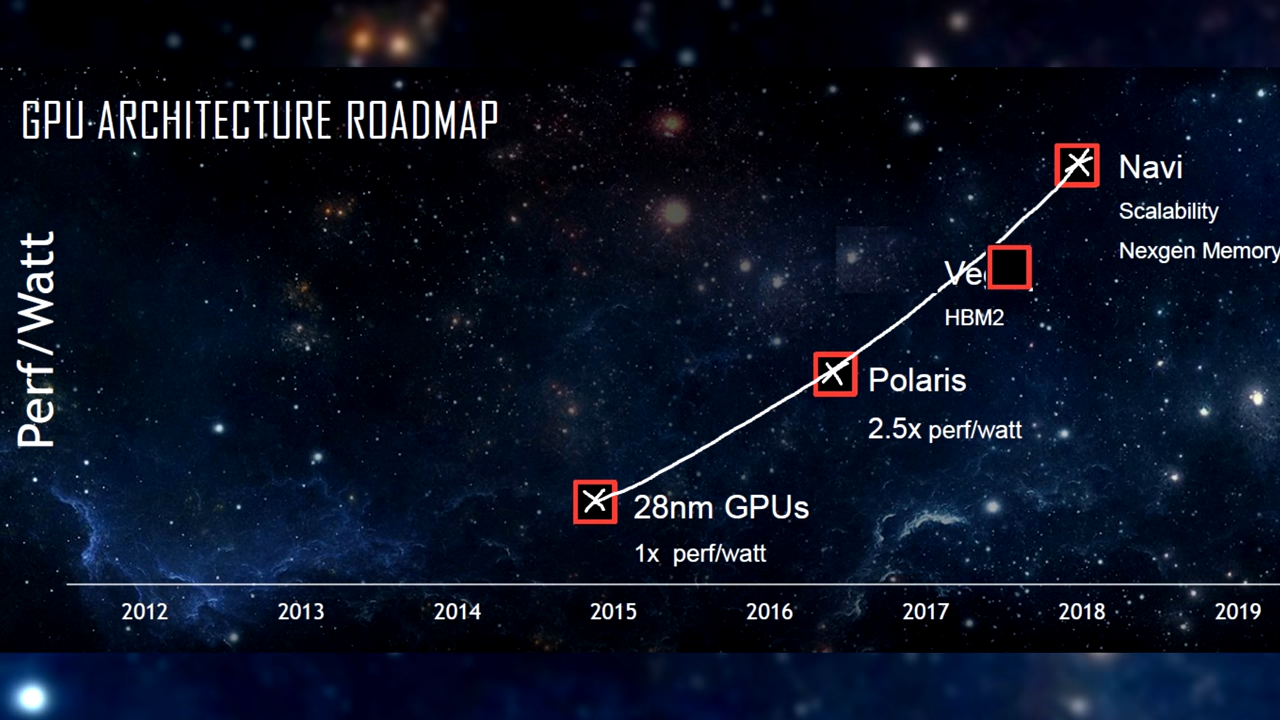 GPU ARCHITECTURE ROADMAP
Perf/Watt
Navi
Scalability
Nexgen Memory
HBM2
Polaris
2.5x perf/watt
28nm GPUs
1x perf/watt
2012 2013 2014 2015 2016 2017 2018 2019